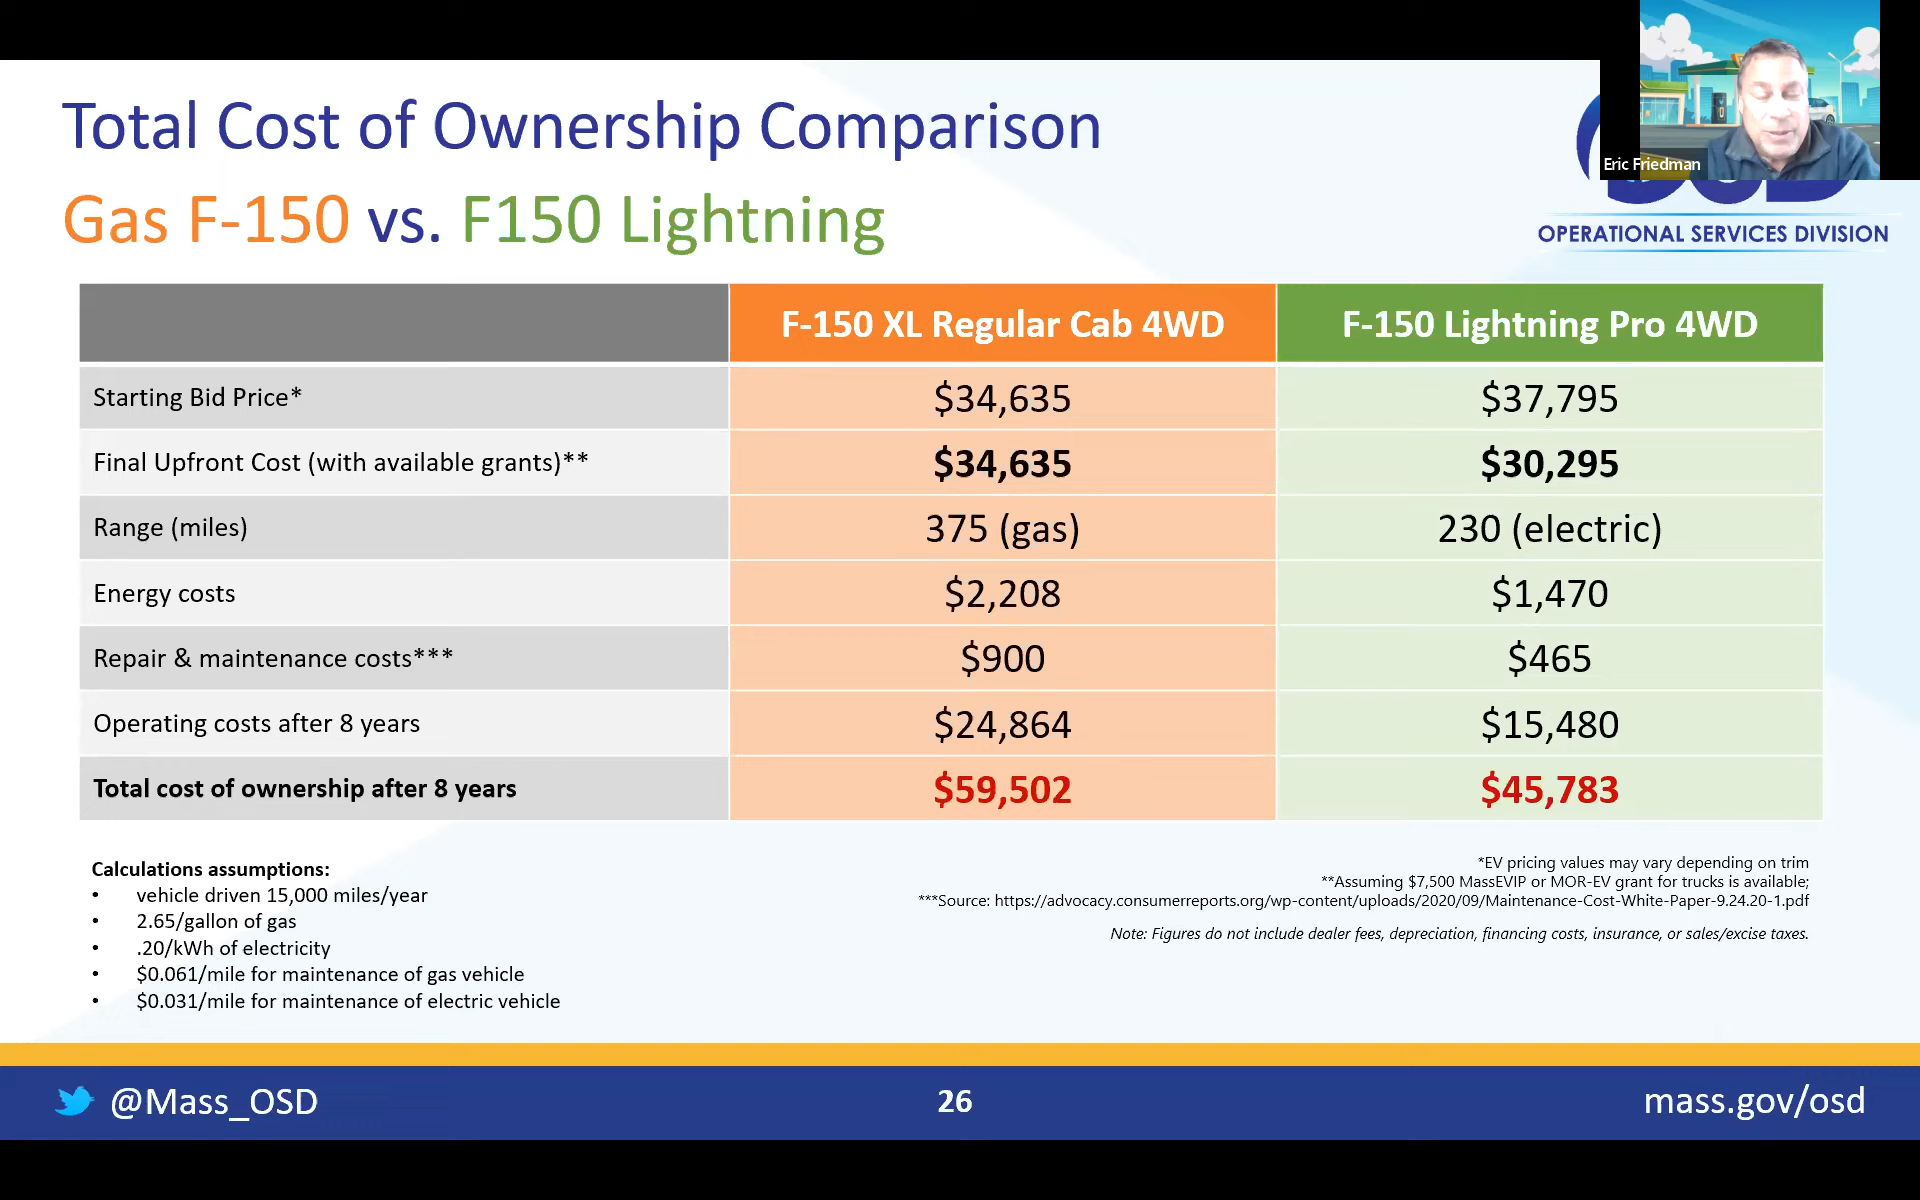 Eric Friedman
Total Cost of Ownership Comparison
Gas F-150 vs. F150 Lightning
OPERATIONAL SERVICES DIVISION
F-150 XL Regular Cab 4WD F-150 Lightning Pro 4WD
Starting Bid Price* $34,635 $37,795
Final Upfront Cost (with available grants)** $34,635 $30,295
Range (miles) 375 (gas) 230 (electric)
Energy costs $2,208 $1,470
Repair & maintenance costs*** $900 $465
Operating costs after 8 years $24,864 $15,480
Total cost of ownership after 8 years $59,502 $45,783
Calculations assumptions:
• vehicle driven 15,000 miles/year
• 2.65/gallon of gas
• .20/kWh of electricity
• $0.061/mile for maintenance of gas vehicle
• $0.031/mile for maintenance of electric vehicle
*EV pricing values may vary depending on trim
**Assuming $7,500 MassEVIP or MOR-EV grant for trucks is available;
***Source: https://advocacy.consumerreports.org/wp-content/uploads/2020/09/Maintenance-Cost-White-Paper-9.24.20-1.pdf
Note: Figures do not include dealer fees, depreciation, financing costs, insurance, or sales/excise taxes.
@Mass_OSD
26
mass.gov/osd